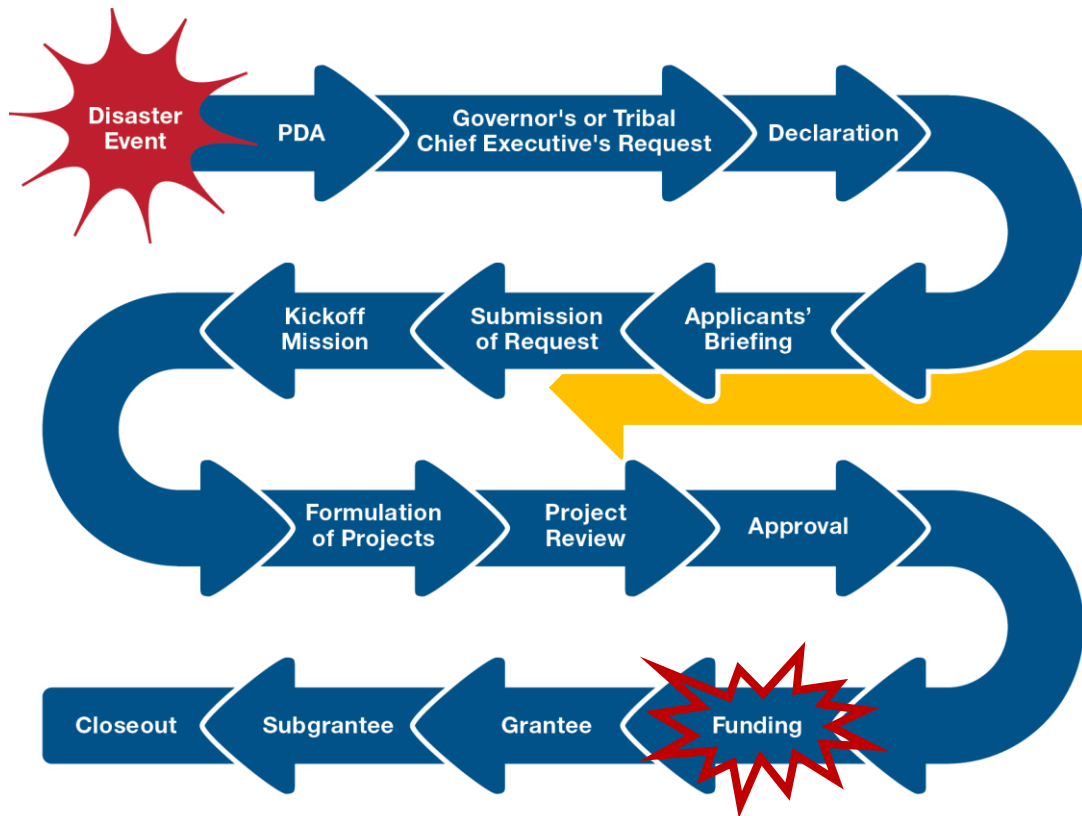 Disaster
Event
PDA
Governor's or Tribal
Chief Executive's Request
Declaration
Kickoff
Mission
Submission
of Request
Applicants’
Briefing
Formulation
of Projects
Project
Review
Approval
Closeout
Subgrantee
Grantee
Funding